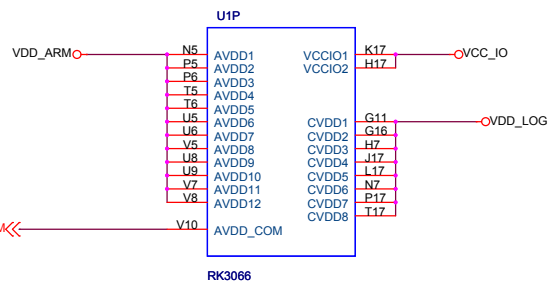 U1P
VDD_ARM N5 AVDD1 VCCIO1 K17 VCC_IO
P5 AVDD2 VCCIO2 H17
P6 AVDD3
T5 AVDD4
T6 AVDD5
U5 AVDD6 CVDD1 G11 VDD_LOG
U6 AVDD7 CVDD2 G16
V5 AVDD8 CVDD3 H7
U8 AVDD9 CVDD4 J17
U9 AVDD10 CVDD5 L17
V7 AVDD11 CVDD6 N7
V8 AVDD12 CVDD7 P17
CVDD8 T17
V10 AVDD_COM
RK3066